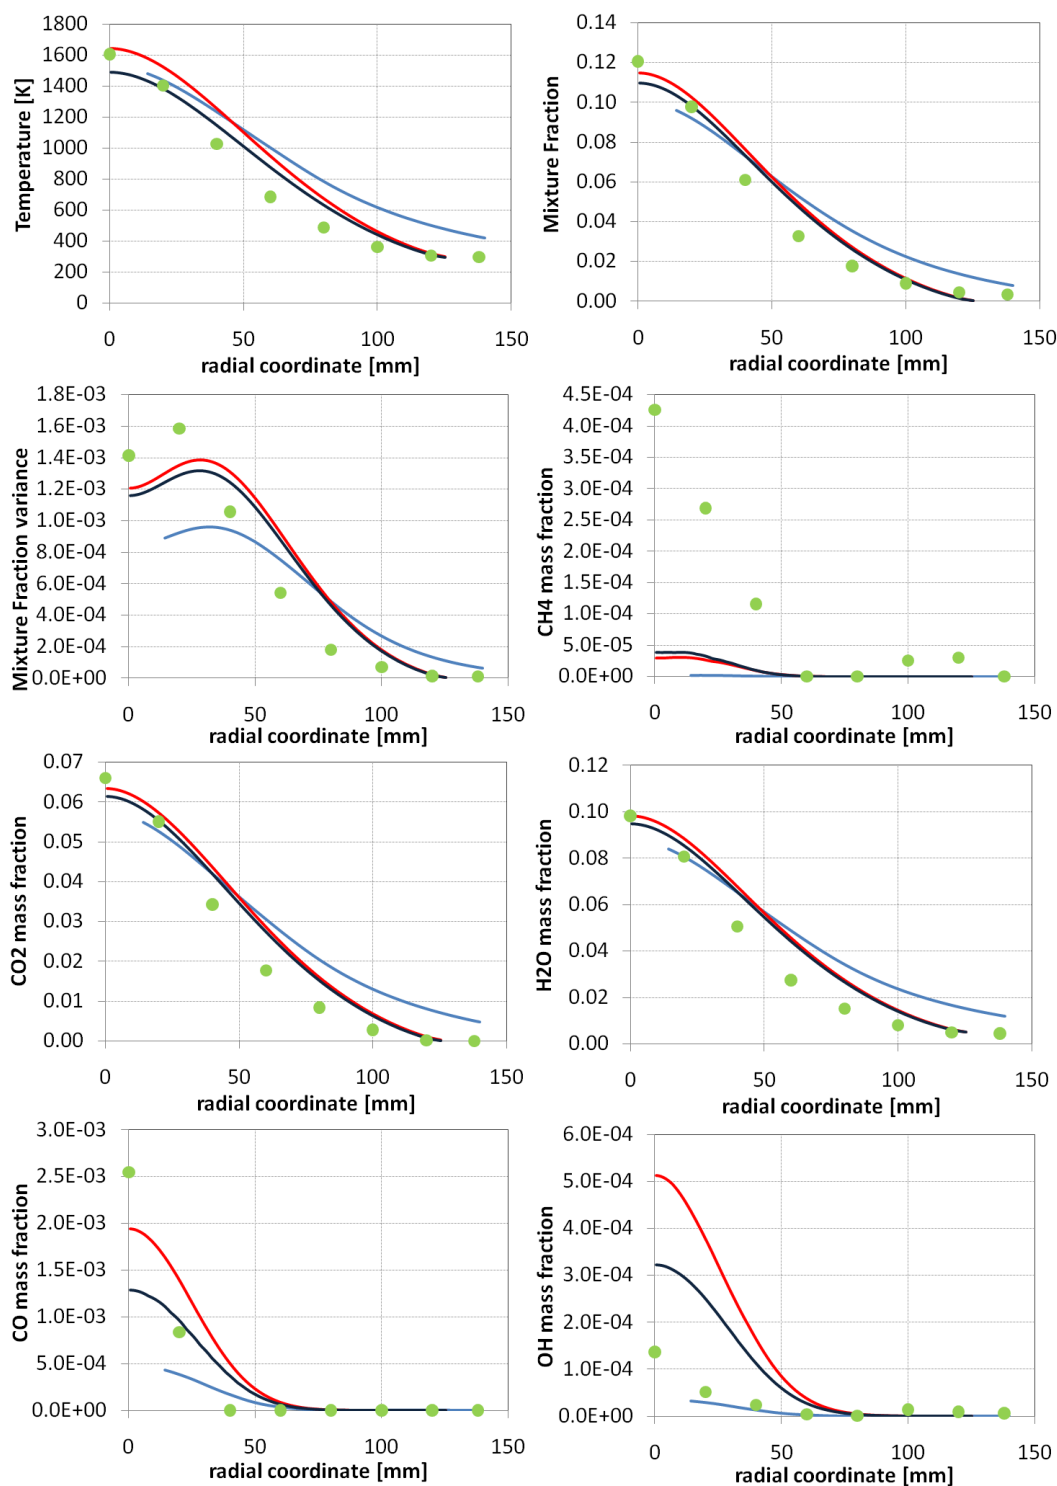 Temperature [K]
1800
1600
1400
1200
1000
800
600
400
200
0
0 50 100 150
radial coordinate [mm]
Mixture Fraction
0.14
0.12
0.10
0.08
0.06
0.04
0.02
0.00
0 50 100 150
radial coordinate [mm]
Mixture Fraction variance
1.8E-03
1.6E-03
1.4E-03
1.2E-03
1.0E-03
8.0E-04
6.0E-04
4.0E-04
2.0E-04
0.0E+00
0 50 100 150
radial coordinate [mm]
CH4 mass fraction
4.5E-04
4.0E-04
3.5E-04
3.0E-04
2.5E-04
2.0E-04
1.5E-04
1.0E-04
5.0E-05
0.0E+00
0 50 100 150
radial coordinate [mm]
CO2 mass fraction
0.07
0.06
0.05
0.04
0.03
0.02
0.01
0.00
0 50 100 150
radial coordinate [mm]
H2O mass fraction
0.12
0.10
0.08
0.06
0.04
0.02
0.00
0 50 100 150
radial coordinate [mm]
CO mass fraction
3.0E-03
2.5E-03
2.0E-03
1.5E-03
1.0E-03
5.0E-04
0.0E+00
0 50 100 150
radial coordinate [mm]
OH mass fraction
6.0E-04
5.0E-04
4.0E-04
3.0E-04
2.0E-04
1.0E-04
0.0E+00
0 50 100 150
radial coordinate [mm]